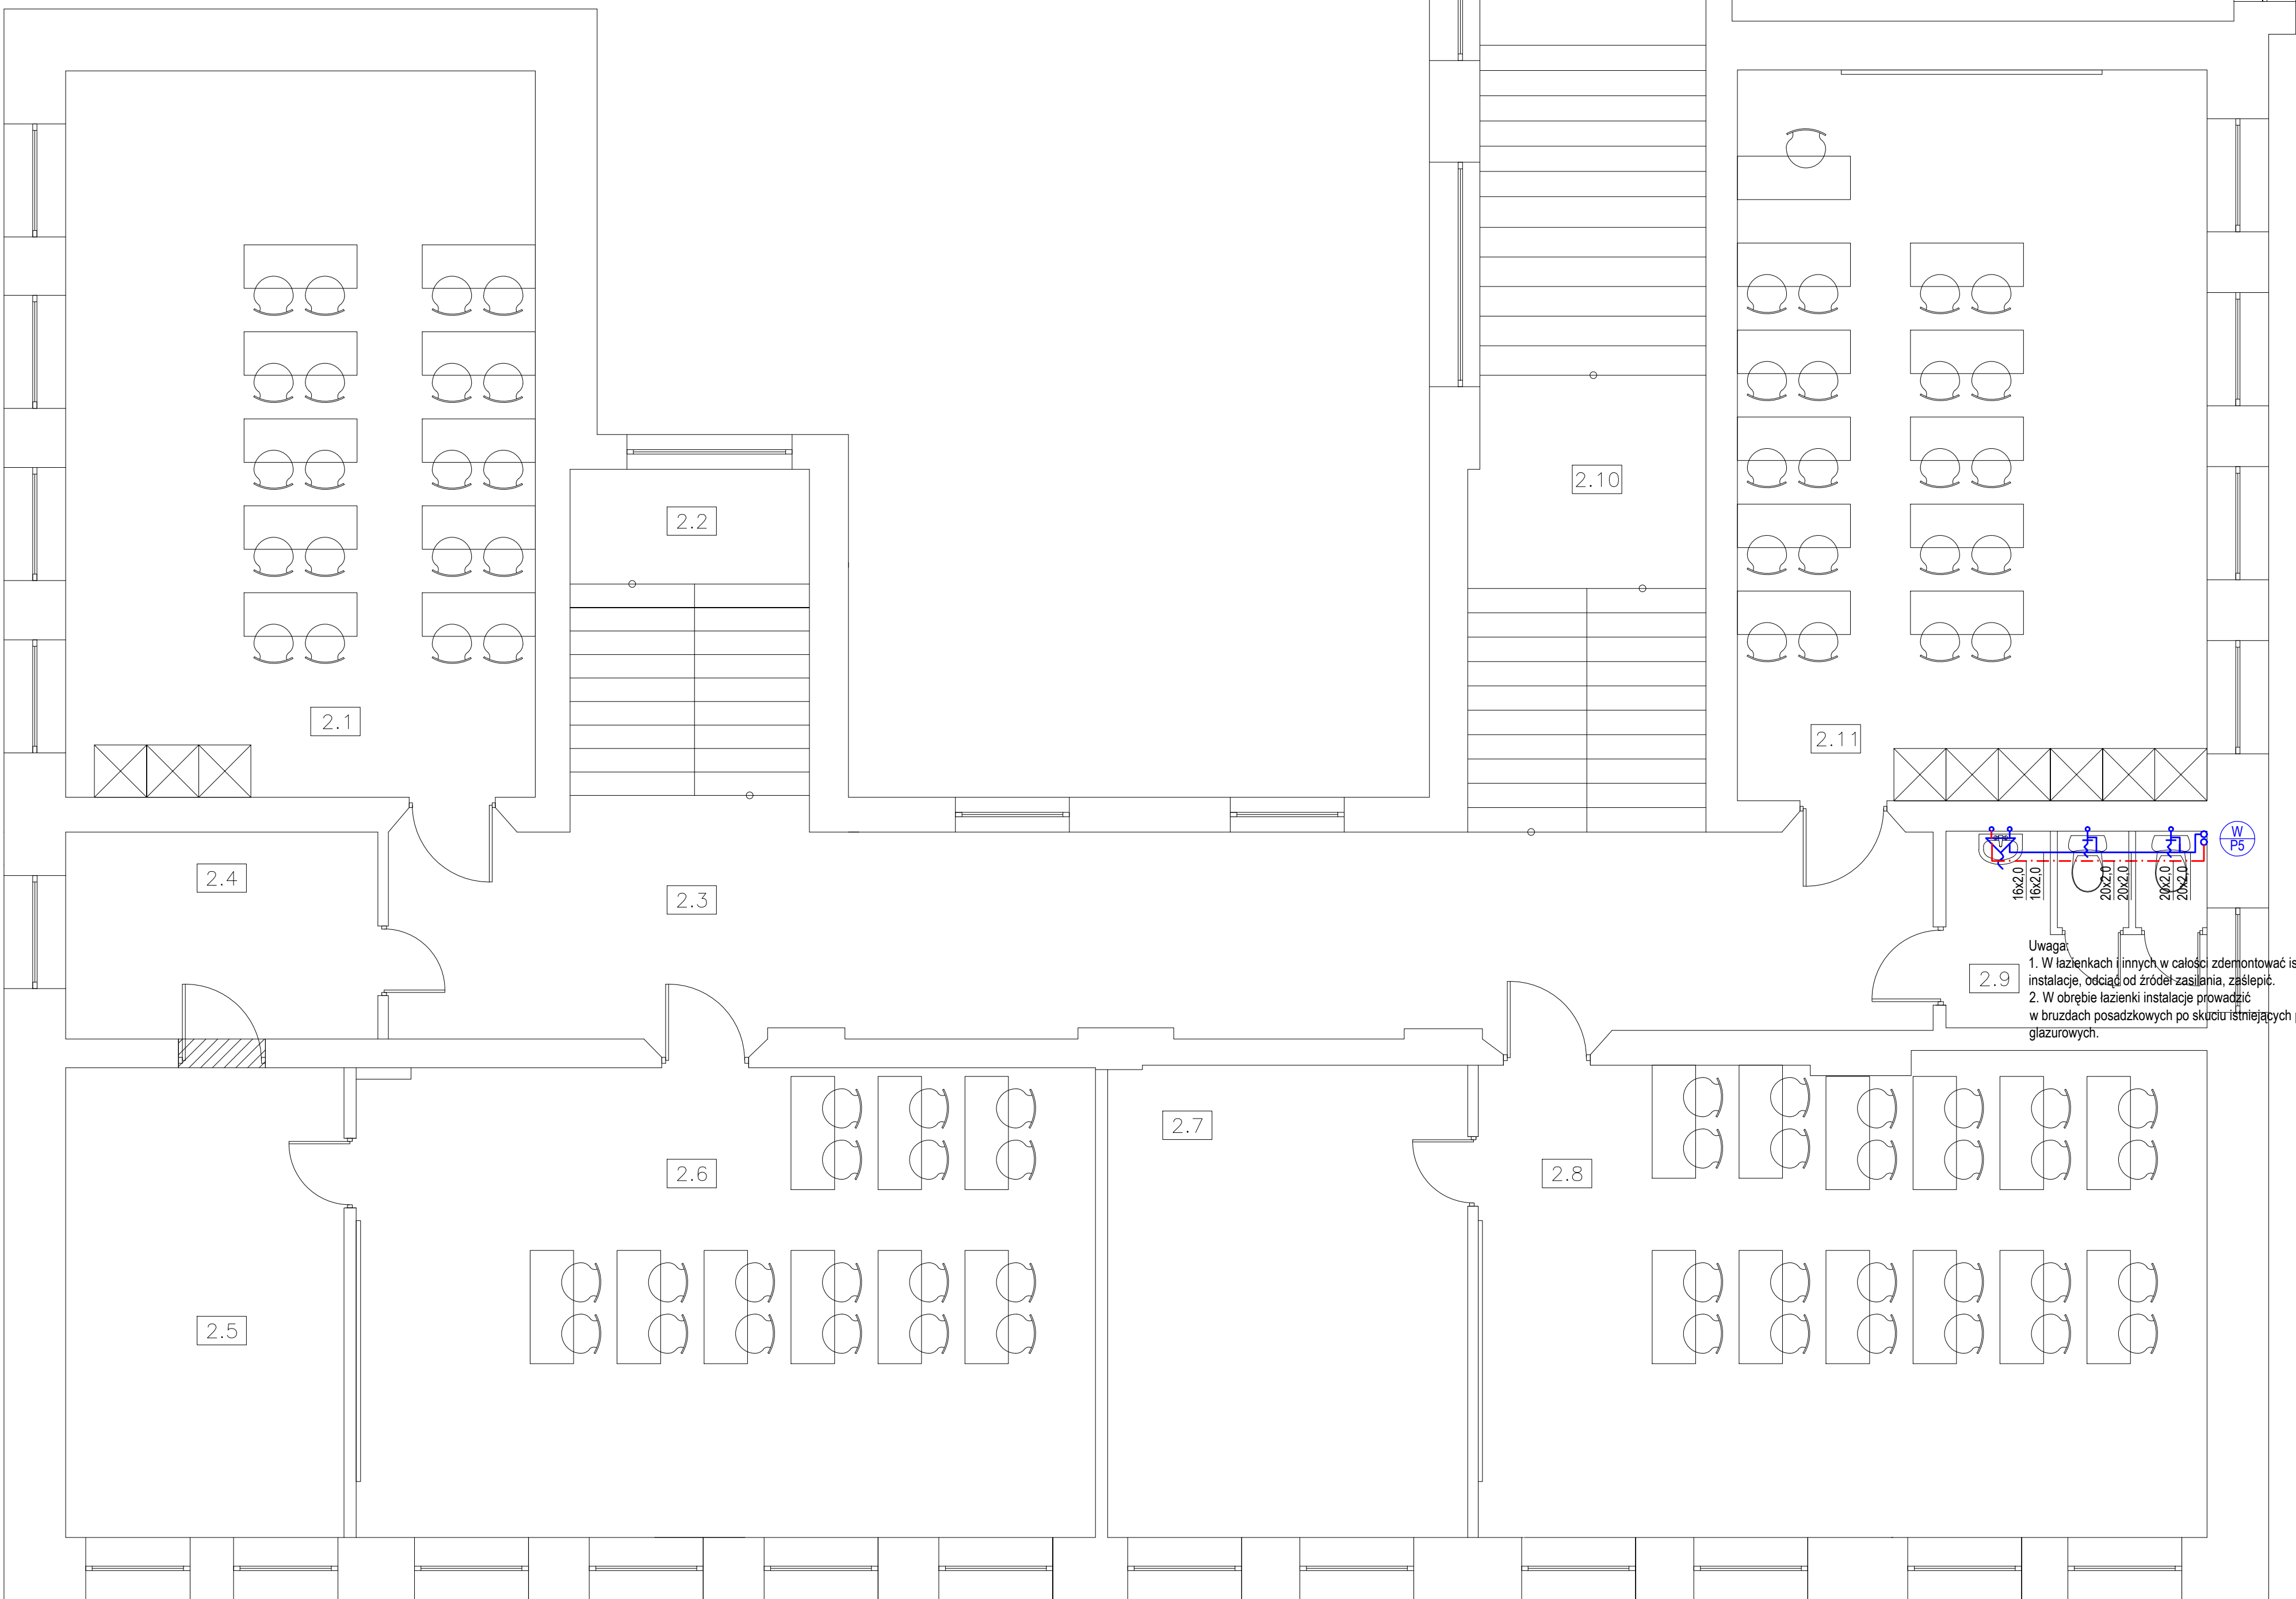 2.10
2.2
2.1
2.11
W
P5
2.4
2.3
16x2,0
16x2,0
20x2,0
20x2,0
20x2,0
20x2,0
Uwaga:
1. W łazienkach i innych w całości zdemontować
2.9
instalacje, odciąć od źródeł zasilania, zaślepić.
2. W obrębie łazienki instalacje prowadzić
w bruzdach posadzkowych po skuciu istniejących
glazurowych.
2.7
2.6
2.8
2.5